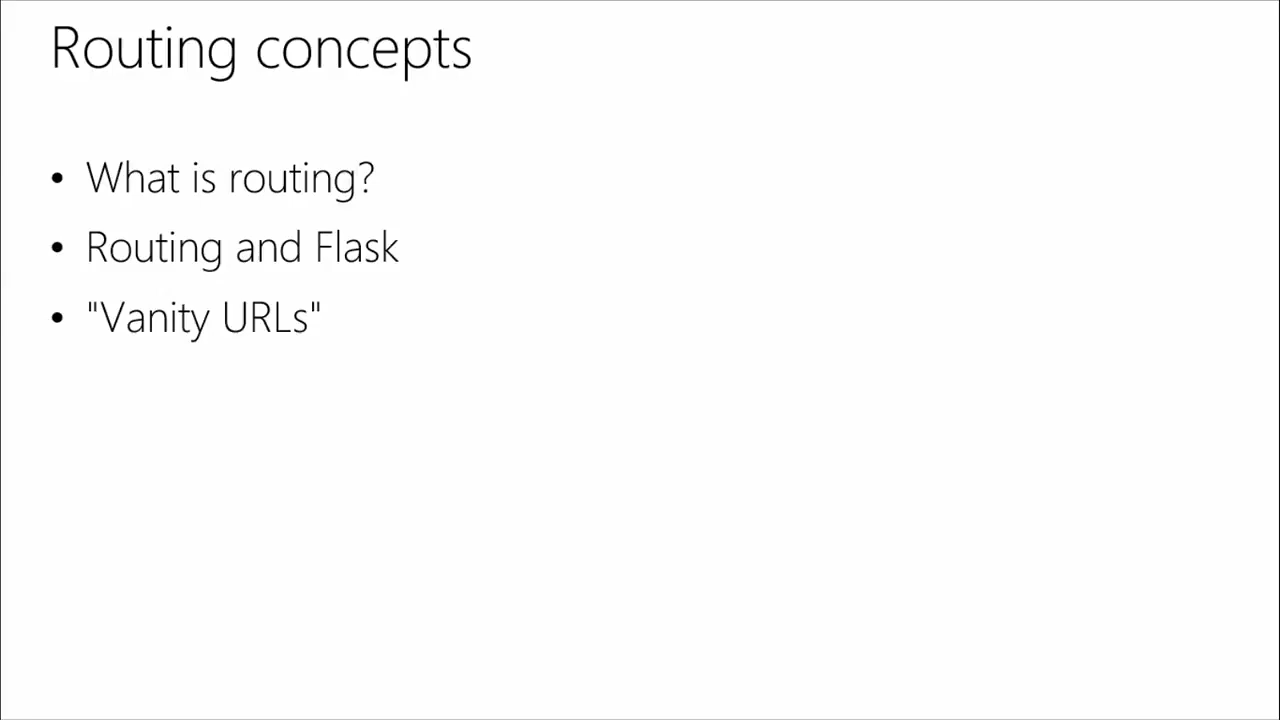 Routing concepts
• What is routing?
• Routing and Flask
• "Vanity URLs"